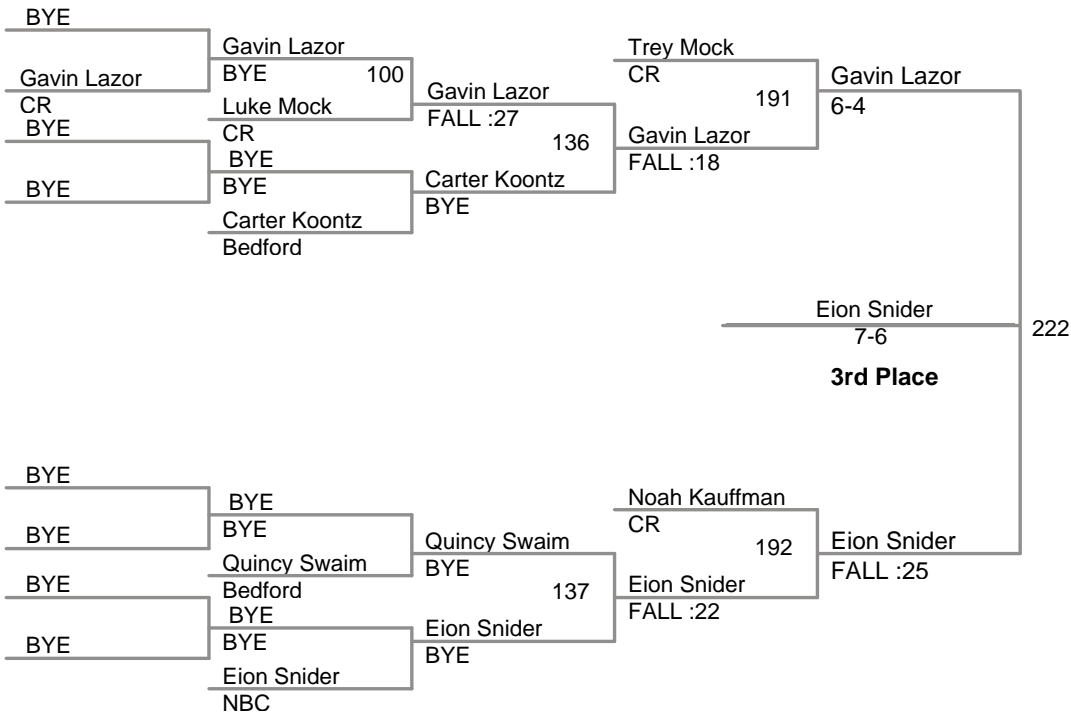 BYE
Gavin Lazor
Trey Mock
BYE
100
CR
Gavin Lazor
Gavin Lazor
Gavin Lazor
191
CR
Luke Mock
FALL :27
6-4
BYE
CR
136
Gavin Lazor
BYE
FALL :18
BYE
BYE
Carter Koontz
Carter Koontz
BYE
Bedford
Eion Snider
7-6
222
3rd Place
BYE
BYE
Noah Kauffman
BYE
BYE
CR
Quincy Swaim
192
Eion Snider
Quincy Swaim
BYE
FALL :25
BYE
Bedford
137
Eion Snider
BYE
FALL :22
BYE
BYE
Eion Snider
BYE
Eion Snider
NBC